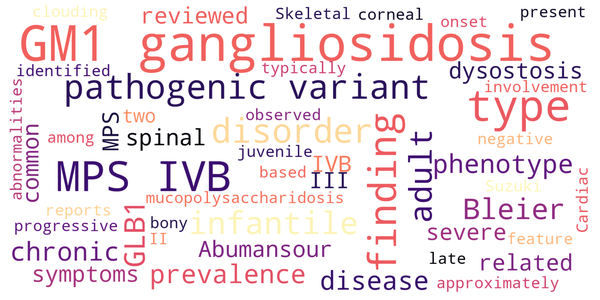 clouding
reviewed
Skeletal
corneal
present
GM1
gangliosidosis
onset
identified
typically
dysostosis
pathogenic variant
involvement
type
abnormalities
common
among
MPS
two
spinal
observed
disorder
juvenile
finding
adult
negative
phenotype
MPS IVB
based
IVB
III
Suzuki
Cardiac
mucopolysaccharidosis
reports
progressive
GLB1
bony
II
infantile
Bleier
severe
feature
chronic
Abumansour
late
related
symptoms
prevalence
disease
approximately